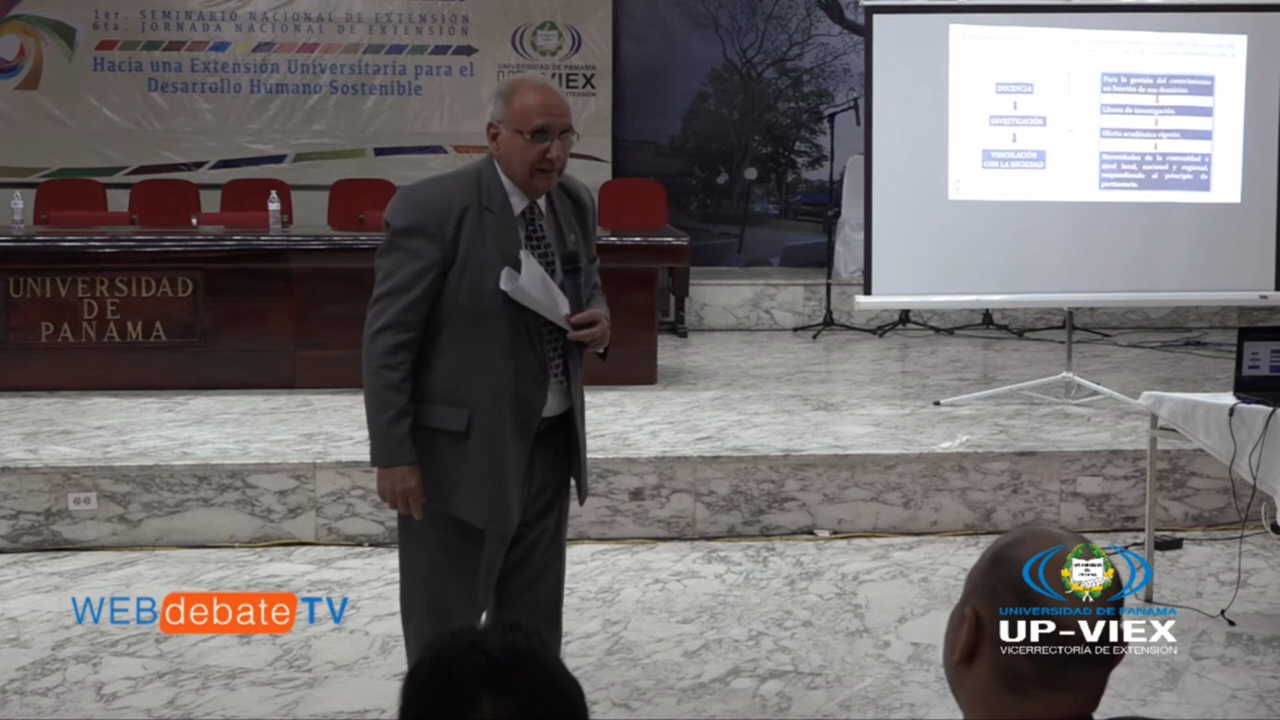 1er. SEMINARIO NACIONAL DE EXTENSIÓN
6ta. JORNADA NACIONAL DE EXTENSIÓN
Hacia una Extensión Universitaria para el
Desarrollo Humano Sostenible
UNIVERSIDAD DE PANAMÁ
UP-VIEX
UNIVERSIDAD
DE
PANAMA
DOCENCIA
INVESTIGACIÓN
VINCULACIÓN
CON LA SOCIEDAD
Para la gestión del conocimiento
en función de sus dominios.
Líneas de investigación.
Oferta académica vigente.
Necesidades de la comunidad a
nivel local, nacional y regional,
respondiendo al principio de
pertinencia.
WEBdebateTV
UNIVERSIDAD DE PANAMA
UP-VIEX
VICERRECTORÍA DE EXTENSIÓN